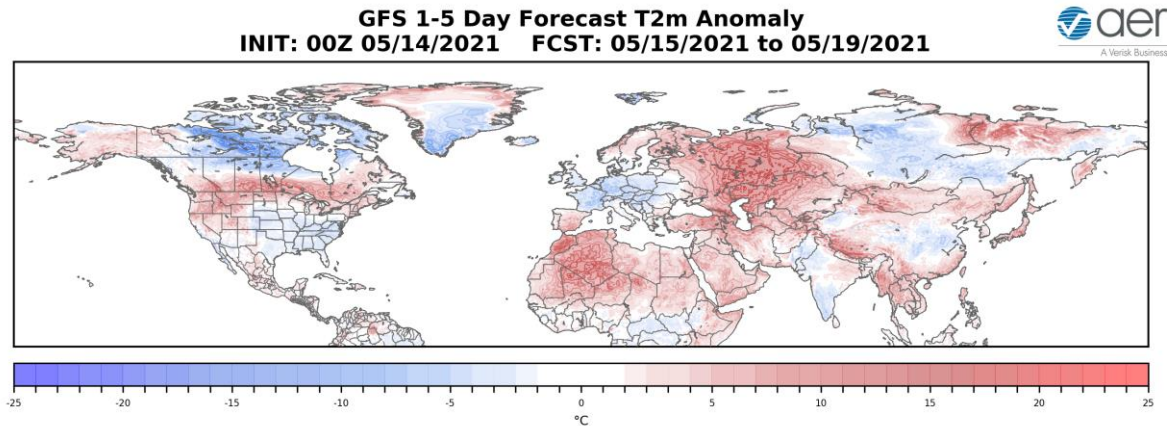 GFS 1-5 Day Forecast T2m Anomaly
INIT: 00Z 05/14/2021 FCST: 05/15/2021 to 05/19/2021
aer
A Verisk Business
-25 -20 -15 -10 -5 0 5 10 15 20 25
°C